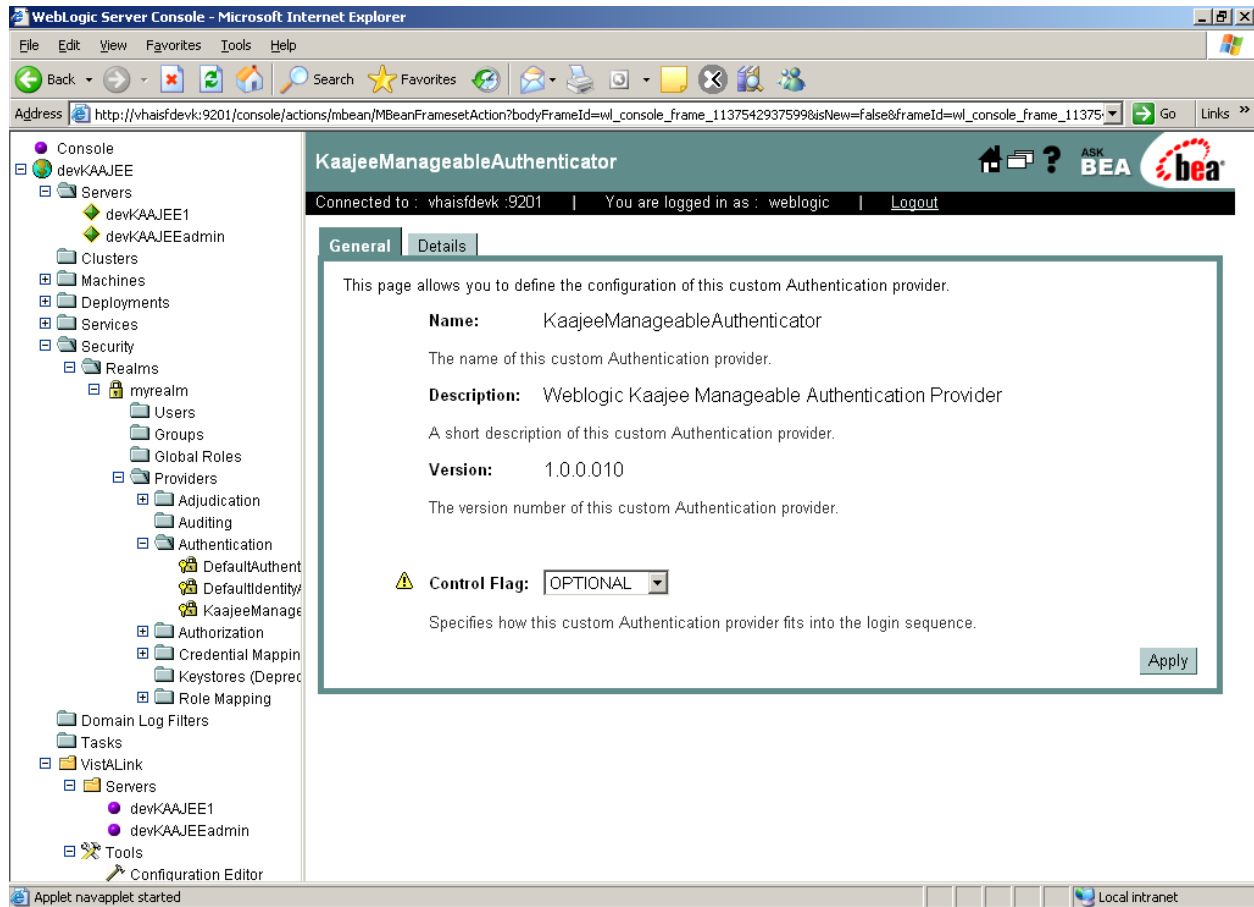 WebLogic Server Console - Microsoft Internet Explorer
File Edit View Favorites Tools Help
Back Search Favorites
Address http://vhaisfdevk:9201/console/actions/mbean/MBeanFramesetAction?bodyFrameId=wl_console_frame_1137542937599&isNew=false&frameId=wl_console_frame_11375 Go Links »
Console
devKAAJEE
Servers
devKAAJEE1
devKAAJEEadmin
Clusters
Machines
Deployments
Services
Security
Realms
myrealm
Users
Groups
Global Roles
Providers
Adjudication
Auditing
Authentication
DefaultAuthent
DefaultIdentityA
KaajeeManage
Authorization
Credential Mappin
Keystores (Deprec
Role Mapping
Domain Log Filters
Tasks
VistALink
Servers
devKAAJEE1
devKAAJEEadmin
Tools
Configuration Editor
KaajeeManageableAuthenticator
? ASK BEA bea
Connected to : vhaisfdevk :9201 | You are logged in as : weblogic | Logout
General Details
This page allows you to define the configuration of this custom Authentication provider.
Name: KaajeeManageableAuthenticator
The name of this custom Authentication provider.
Description: Weblogic Kaajee Manageable Authentication Provider
A short description of this custom Authentication provider.
Version: 1.0.0.010
The version number of this custom Authentication provider.
Control Flag: OPTIONAL
Specifies how this custom Authentication provider fits into the login sequence.
Apply
Applet navapplet started Local intranet